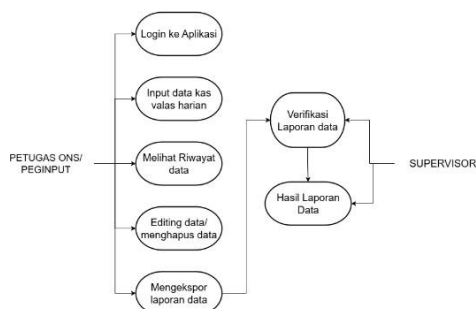 Login ke Aplikasi
Input data kas
valas harian
PETUGAS ONS/
PEGINPUT
Melihat Riwayat
data
Editing data/
menghapus data
Mengekspor
laporan data
Verifikasi
Laporan data
Hasil Laporan
Data
SUPERVISOR